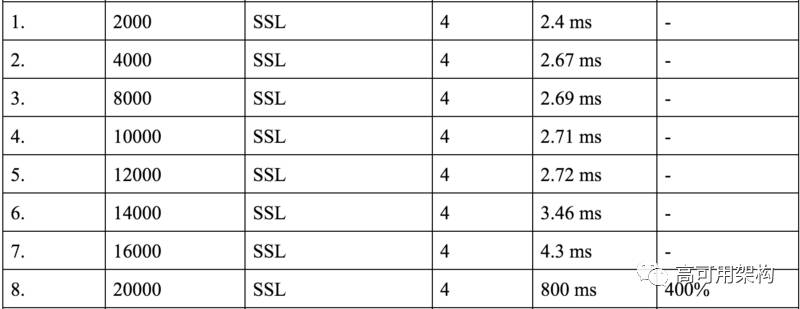 1. 2000 SSL 4 2.4 ms -
2. 4000 SSL 4 2.67 ms -
3. 8000 SSL 4 2.69 ms -
4. 10000 SSL 4 2.71 ms -
5. 12000 SSL 4 2.72 ms -
6. 14000 SSL 4 3.46 ms -
7. 16000 SSL 4 4.3 ms -
高可用架构
8. 20000 SSL 4 800 ms 400%